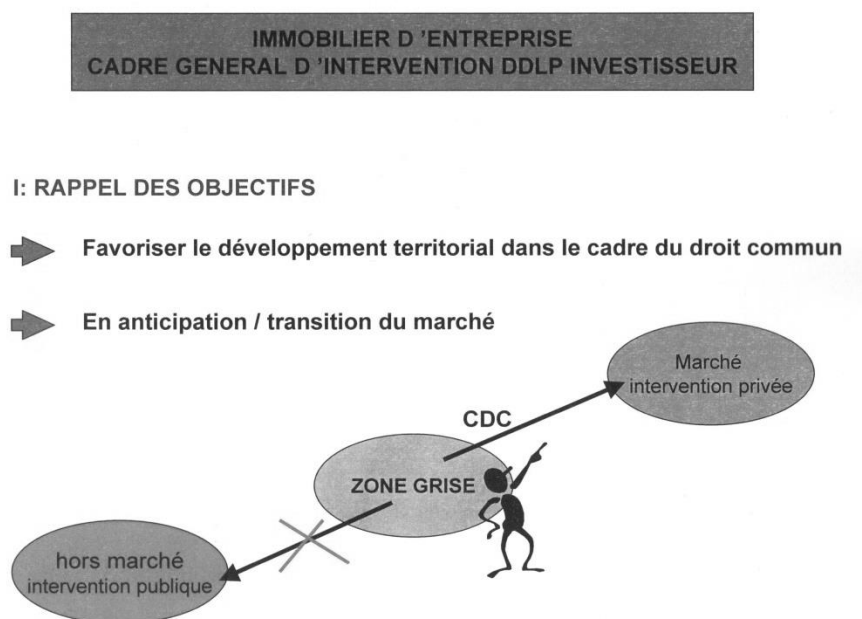 IMMOBILIER D 'ENTREPRISE
CADRE GENERAL D 'INTERVENTION DDLP INVESTISSEUR
I: RAPPEL DES OBJECTIFS
Favoriser le développement territorial dans le cadre du droit commun
En anticipation / transition du marché
Marché
intervention privée
CDC
ZONE GRISE
hors marché
intervention publique